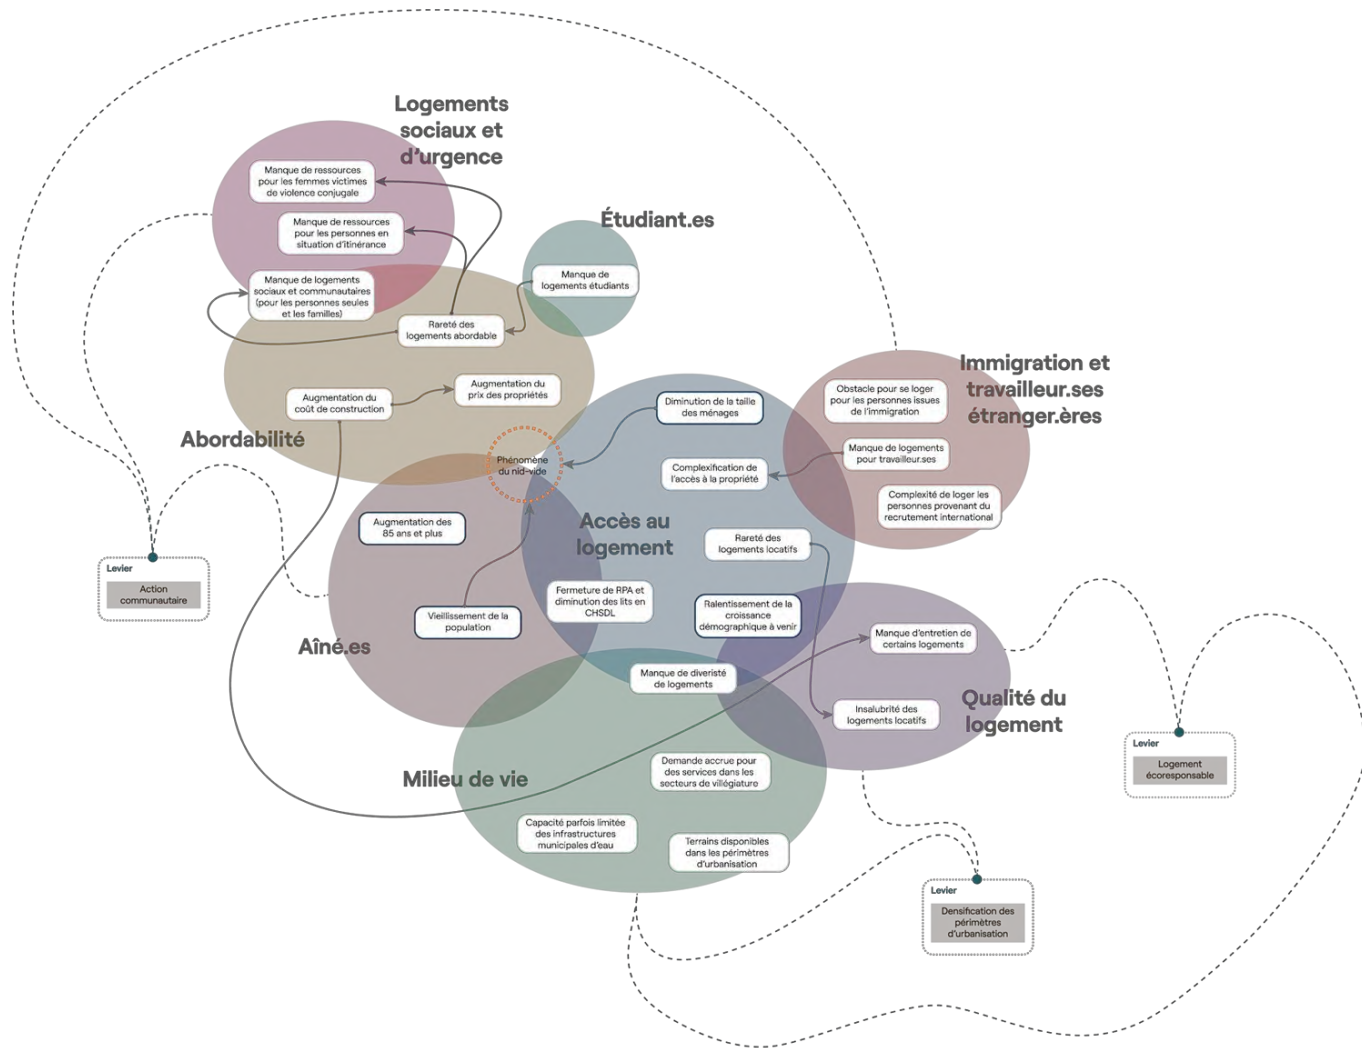 Logements
sociaux et
d'urgence
Manque de ressources
pour les femmes victimes
de violence conjugale
Manque de ressources
pour les personnes en
situation d'itinérance
Manque de logements
sociaux et communautaires
(pour les personnes seules
et les familles)
Étudiant.es
Manque de
logements étudiants
Rareté des
logements abordable
Augmentation du
prix des propriétés
Augmentation du
coût de construction
Abordabilité
Immigration et
travailleur.ses
étranger.ères
Obstacle pour se loger
pour les personnes issues
de l'immigration
Manque de logements
pour travailleur.ses
Complexité de loger les
personnes provenant du
recrutement international
Diminution de la taille
des ménages
Complexification de
l'accès à la propriété
Phénomène
du nid-vide
Accès au
logement
Rareté des
logements locatifs
Ralentissement de la
croissance
démographique à venir
Augmentation des
85 ans et plus
Fermeture de RPA et
diminution des lits en
CHSDL
Vieillissement de la
population
Aîné.es
Levier
Action
communautaire
Manque d'entretien de
certains logements
Manque de diveristé
de logements
Insalubrité des
logements locatifs
Qualité du
logement
Milieu de vie
Demande accrue pour
des services dans les
secteurs de villégiature
Capacité parfois limitée
des infrastructures
municipales d'eau
Terrains disponibles
dans les périmètres
d'urbanisation
Levier
Logement
écoresponsable
Levier
Densification des
périmètres
d'urbanisation